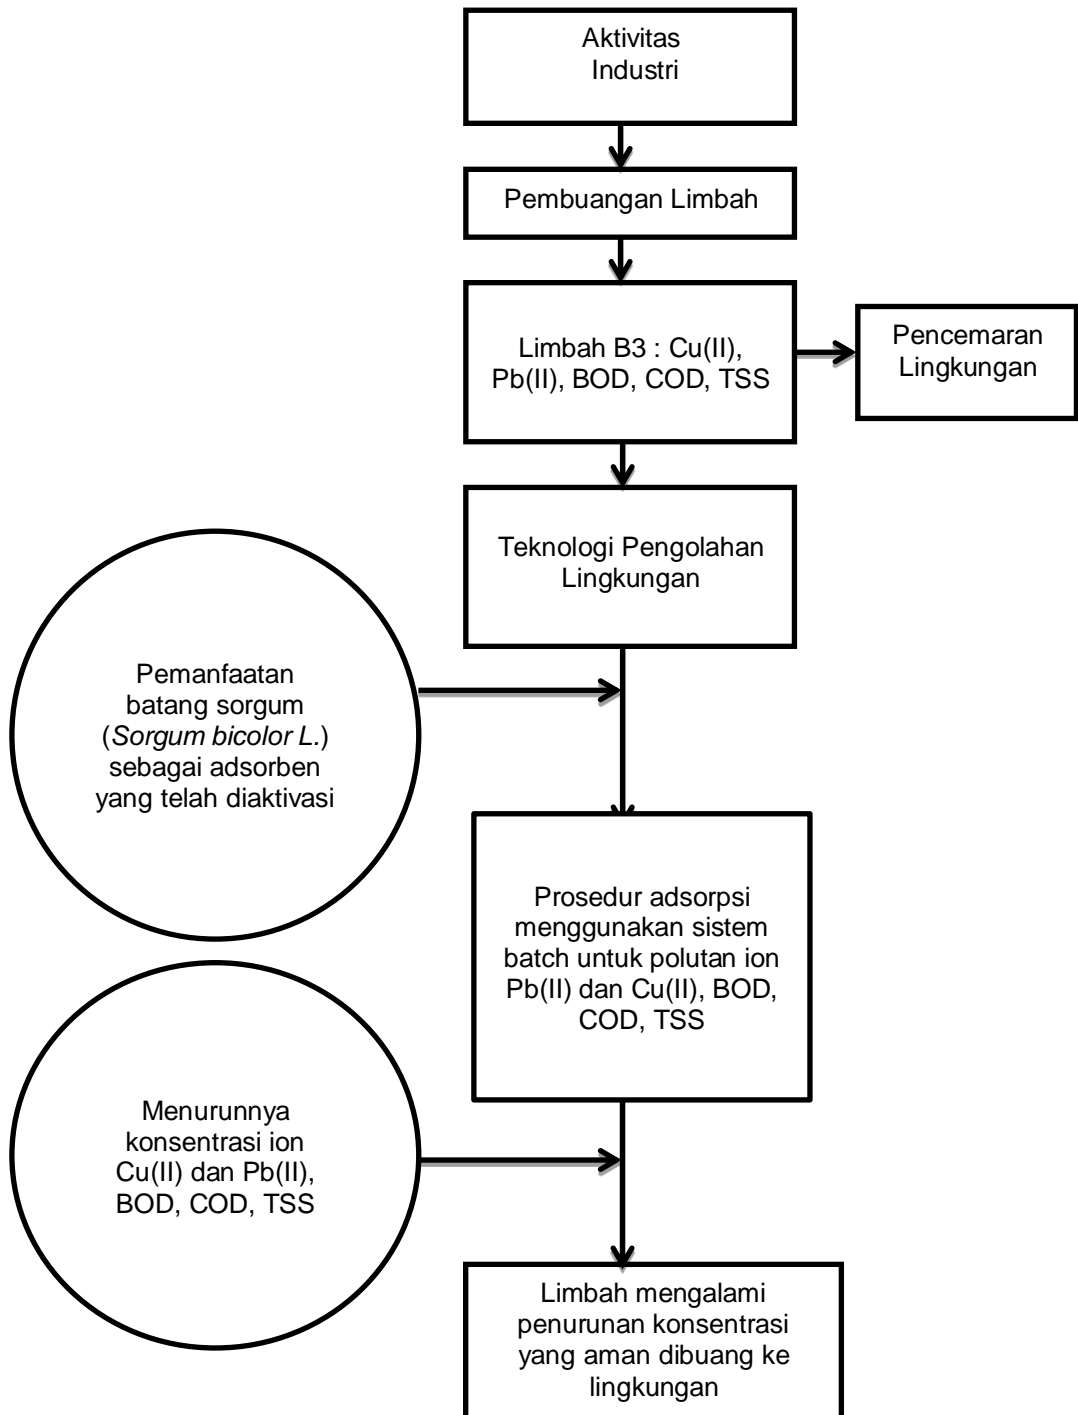 Aktivitas
Industri
Pembuangan Limbah
Limbah B3 : Cu(II),
Pb(II), BOD, COD, TSS
Pencemaran
Lingkungan
Teknologi Pengolahan
Lingkungan
Pemanfaatan
batang sorgum
(Sorgum bicolor L.)
sebagai adsorben
yang telah diaktivasi
Prosedur adsorpsi
menggunakan sistem
batch untuk polutan ion
Pb(II) dan Cu(II), BOD,
COD, TSS
Menurunnya
konsentrasi ion
Cu(II) dan Pb(II),
BOD, COD, TSS
Limbah mengalami
penurunan konsentrasi
yang aman dibuang ke
lingkungan